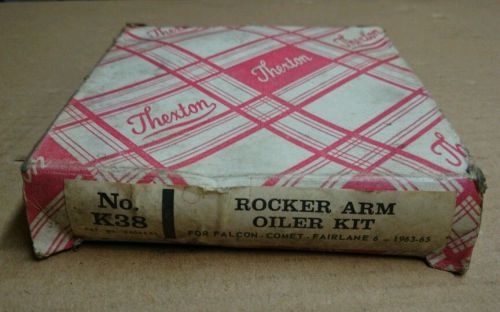 Thexton
Thexton
Thexton
No.
K38
ROCKER ARM
OILER KIT
FOR FALCON - COMET - FAIRLANE 6 - 1963-65